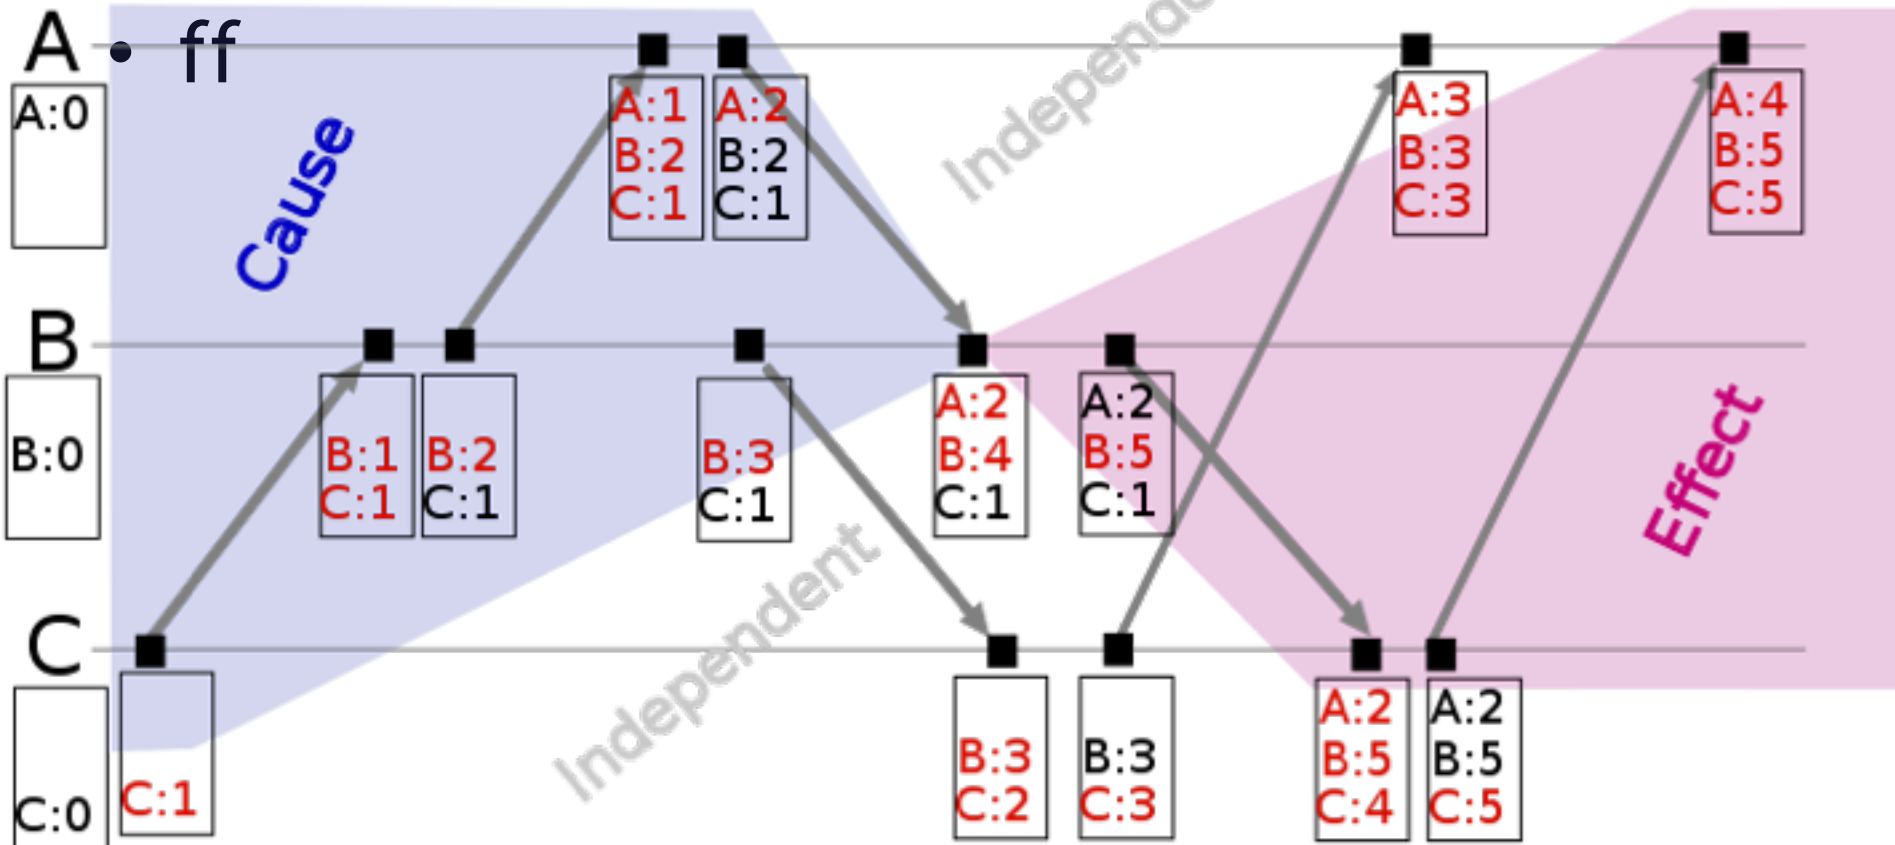 A
• ff
A:0
Cause
A:1
B:2
C:1
A:2
B:2
C:1
Independ
A:3
B:3
C:3
A:4
B:5
C:5
B
B:0
B:1
C:1
B:2
C:1
B:3
C:1
A:2
B:4
C:1
A:2
B:5
C:1
Effect
Independent
C
C:0
C:1
B:3
C:2
B:3
C:3
A:2
B:5
C:4
A:2
B:5
C:5